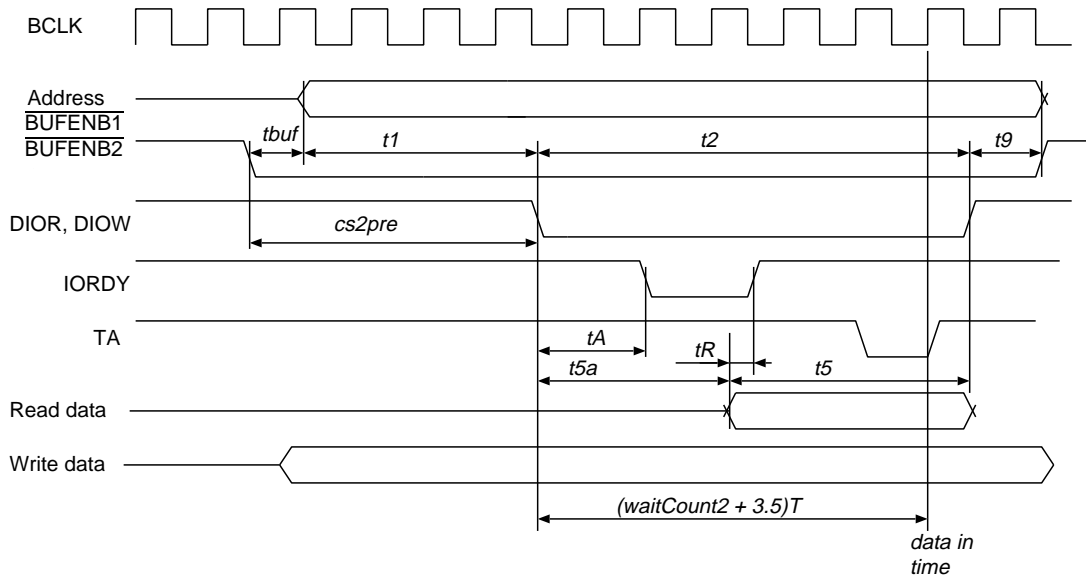 BCLK
Address
BUFENB1
BUFENB2
tbuf
t1
t2
t9
DIOR, DIOW
cs2pre
IORDY
TA
tA
tR
t5a
t5
Read data
Write data
(waitCount2 + 3.5)T
data in
time